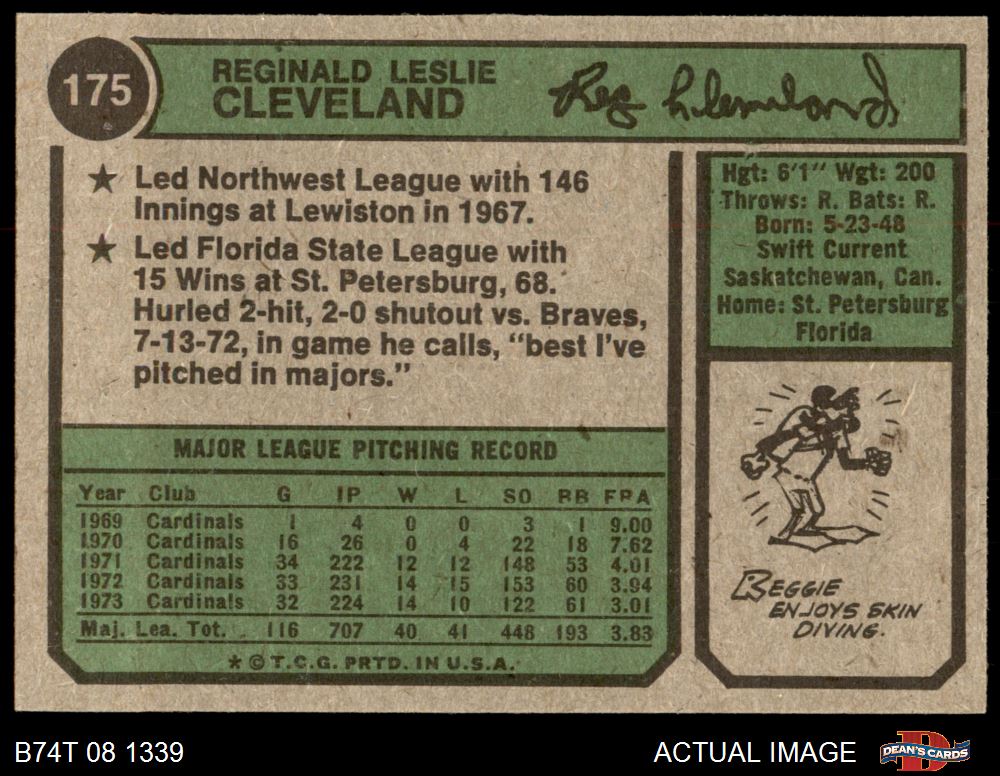 175
REGINALD LESLIE
CLEVELAND
Reg Cleveland
★ Led Northwest League with 146
Innings at Lewiston in 1967.
★ Led Florida State League with
15 Wins at St. Petersburg, 68.
Hurled 2-hit, 2-0 shutout vs. Braves,
7-13-72, in game he calls, "best I've
pitched in majors."
Hgt: 6'1" Wgt: 200
Throws: R. Bats: R.
Born: 5-23-48
Swift Current
Saskatchewan, Can.
Home: St. Petersburg
Florida
MAJOR LEAGUE PITCHING RECORD
Year Club G IP W L SO BB ERA
1969 Cardinals 1 4 0 0 3 1 9.00
1970 Cardinals 16 26 0 4 22 18 7.62
1971 Cardinals 34 222 12 12 148 53 4.01
1972 Cardinals 33 231 14 15 153 60 3.94
1973 Cardinals 32 224 14 10 122 61 3.01
Maj. Lea. Tot. 116 707 40 41 448 193 3.83
★ © T.C.G. PRTD. IN U.S.A.
REGGIE
ENJOYS SKIN
DIVING.
B74T 08 1339
ACTUAL IMAGE
DEAN'S CARDS